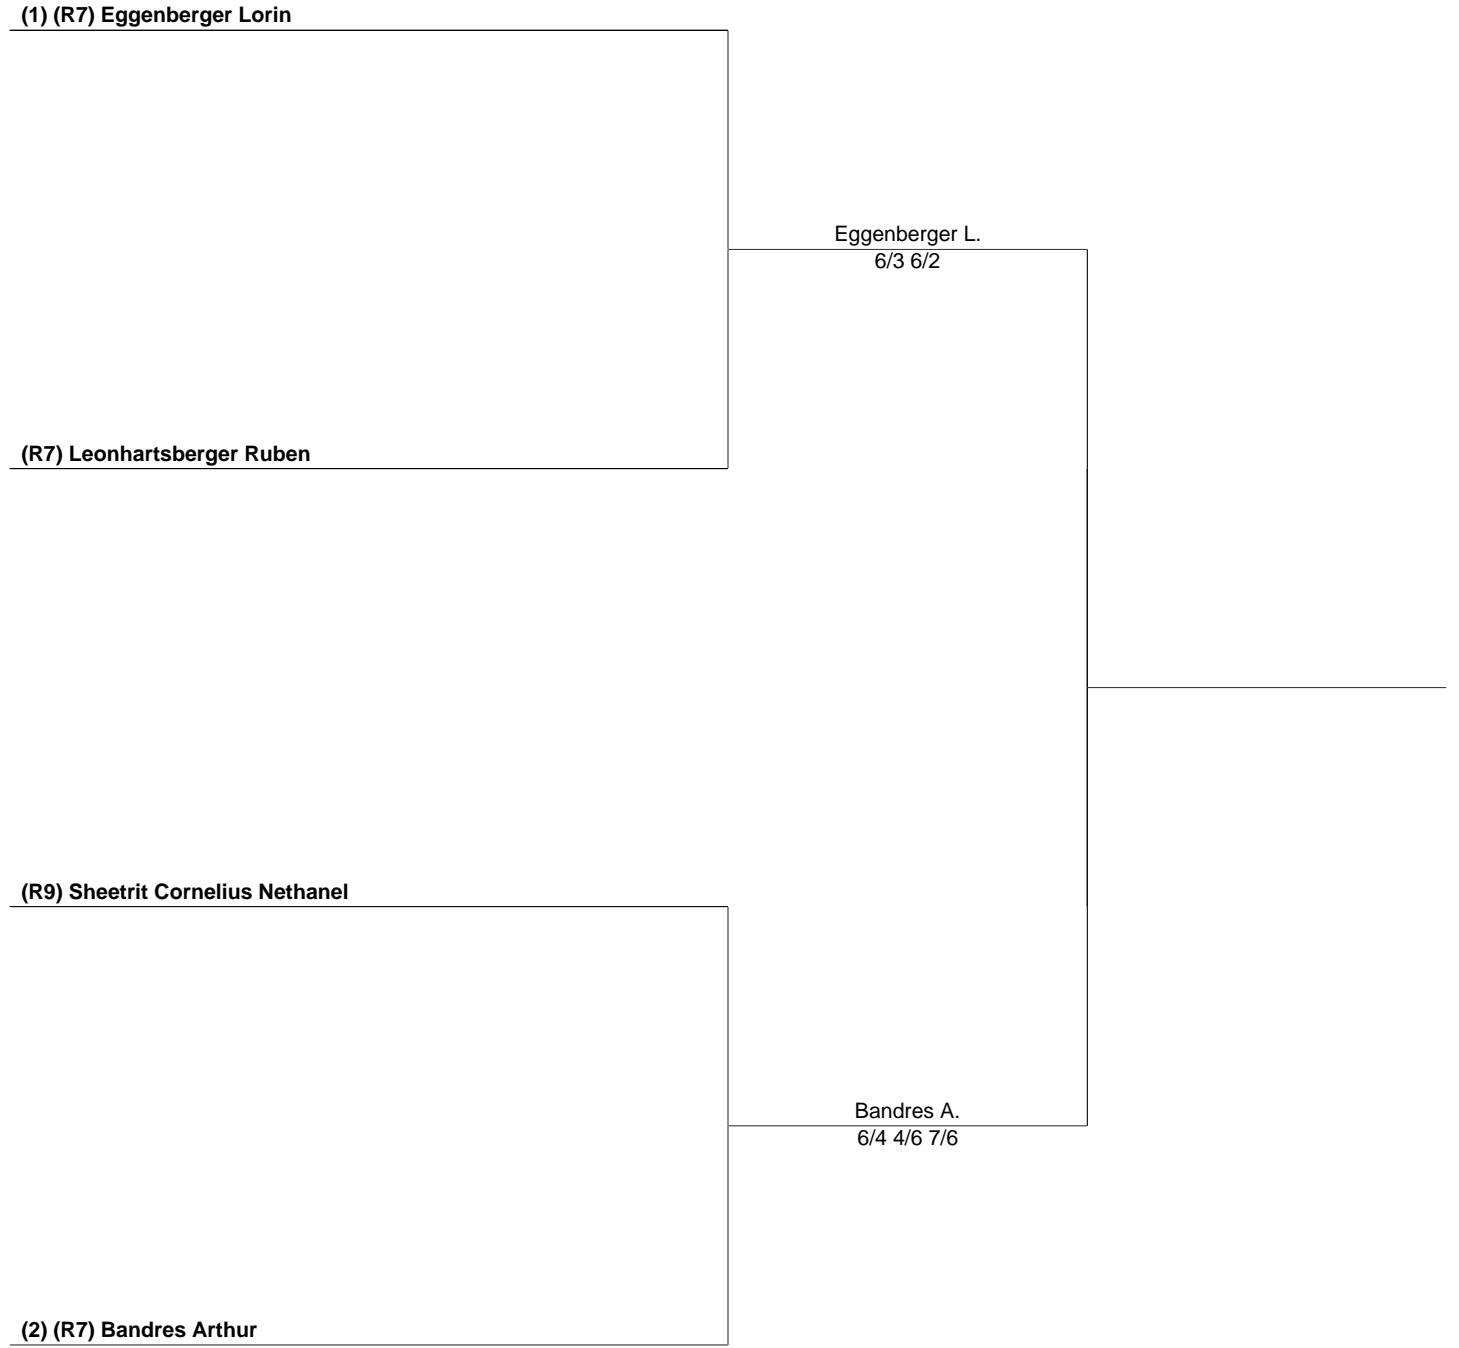 (1) (R7) Eggenberger Lorin
Eggenberger L.
6/3 6/2
(R7) Leonhartsberger Ruben
(R9) Sheetrit Cornelius Nethanel
Bandres A.
6/4 4/6 7/6
(2) (R7) Bandres Arthur